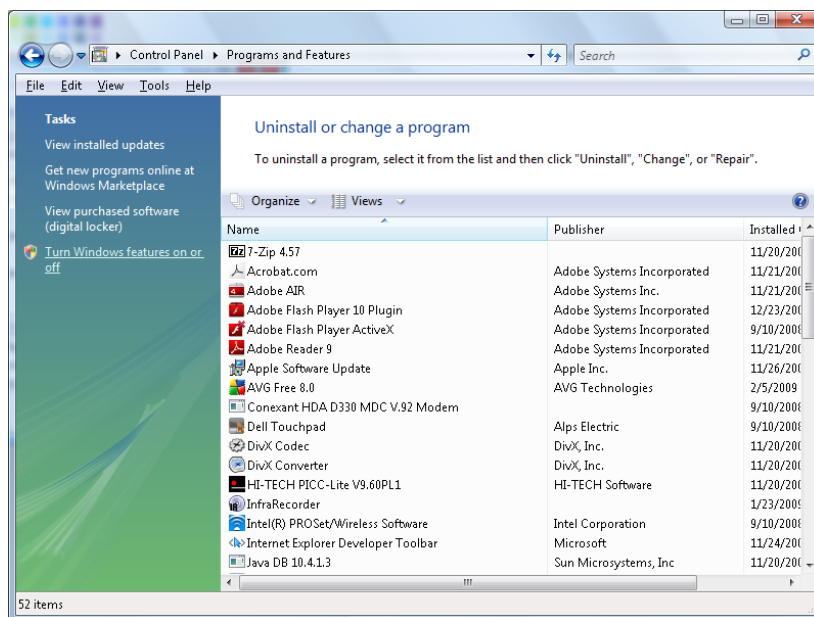 Control Panel Programs and Features Search
File Edit View Tools Help
Tasks
View installed updates
Get new programs online at
Windows Marketplace
View purchased software
(digital locker)
Turn Windows features on or
off
Uninstall or change a program
To uninstall a program, select it from the list and then click "Uninstall", "Change", or "Repair".
Organize Views
Name Publisher Installed
7-Zip 4.57 11/20/200
Acrobat.com Adobe Systems Incorporated 11/21/200
Adobe AIR Adobe Systems Inc. 11/21/200
Adobe Flash Player 10 Plugin Adobe Systems Incorporated 12/23/200
Adobe Flash Player ActiveX Adobe Systems Incorporated 9/10/2008
Adobe Reader 9 Adobe Systems Incorporated 11/21/200
Apple Software Update Apple Inc. 11/26/200
AVG Free 8.0 AVG Technologies 2/5/2009
Conexant HDA D330 MDC V.92 Modem 9/10/2008
Dell Touchpad Alps Electric 9/10/2008
DivX Codec DivX, Inc. 11/20/200
DivX Converter DivX, Inc. 11/20/200
HI-TECH PICC-Lite V9.60PL1 HI-TECH Software 11/20/200
InfraRecorder 1/23/2009
Intel(R) PROSet/Wireless Software Intel Corporation 9/10/2008
Internet Explorer Developer Toolbar Microsoft 11/24/200
Java DB 10.4.1.3 Sun Microsystems, Inc 11/20/200
52 items